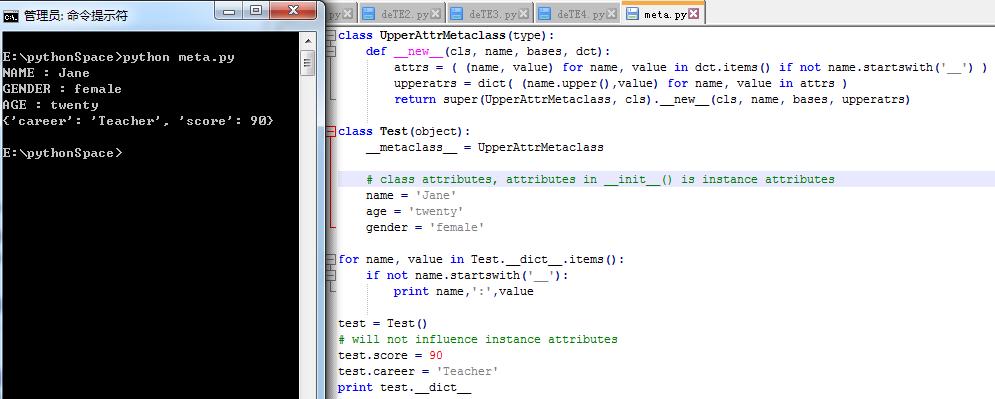 管理员: 命令提示符
E:\pythonSpace>python meta.py
NAME : Jane
GENDER : female
AGE : twenty
{'career': 'Teacher', 'score': 90}
E:\pythonSpace>
py deTE2.py deTE3.py deTE4.py meta.py
class UpperAttrMetaclass(type):
def __new__(cls, name, bases, dct):
attrs = ( (name, value) for name, value in dct.items() if not name.startswith('__') )
upperatrs = dict( (name.upper(),value) for name, value in attrs )
return super(UpperAttrMetaclass, cls).__new__(cls, name, bases, upperatrs)
class Test(object):
__metaclass__ = UpperAttrMetaclass
# class attributes, attributes in __init__() is instance attributes
name = 'Jane'
age = 'twenty'
gender = 'female'
for name, value in Test.__dict__.items():
if not name.startswith('__'):
print name,':',value
test = Test()
# will not influence instance attributes
test.score = 90
test.career = 'Teacher'
print test.__dict__